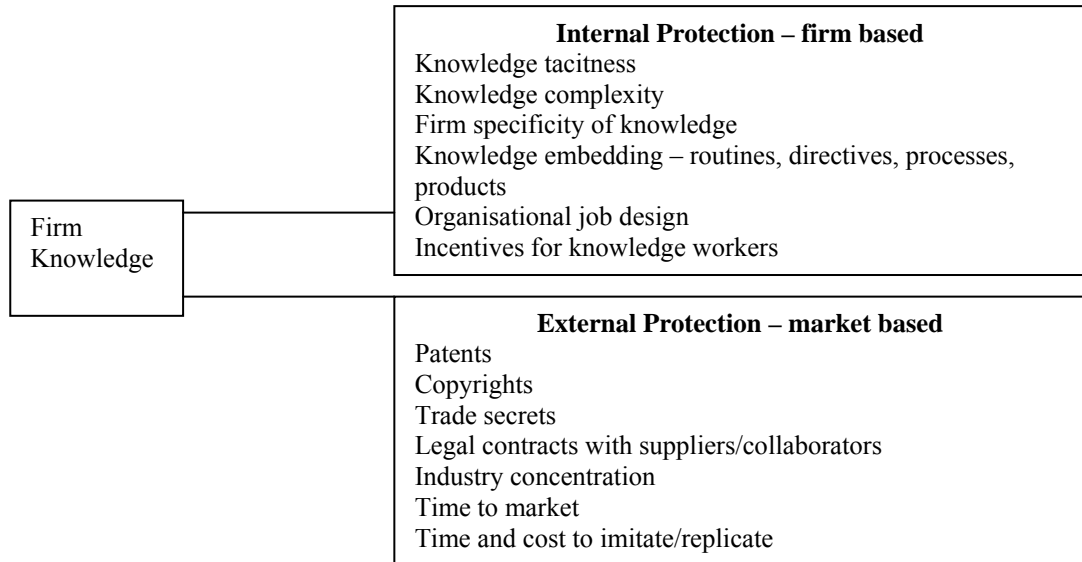 Internal Protection – firm based
Knowledge tacitness
Knowledge complexity
Firm specificity of knowledge
Knowledge embedding – routines, directives, processes,
products
Organisational job design
Incentives for knowledge workers
Firm
Knowledge
External Protection – market based
Patents
Copyrights
Trade secrets
Legal contracts with suppliers/collaborators
Industry concentration
Time to market
Time and cost to imitate/replicate